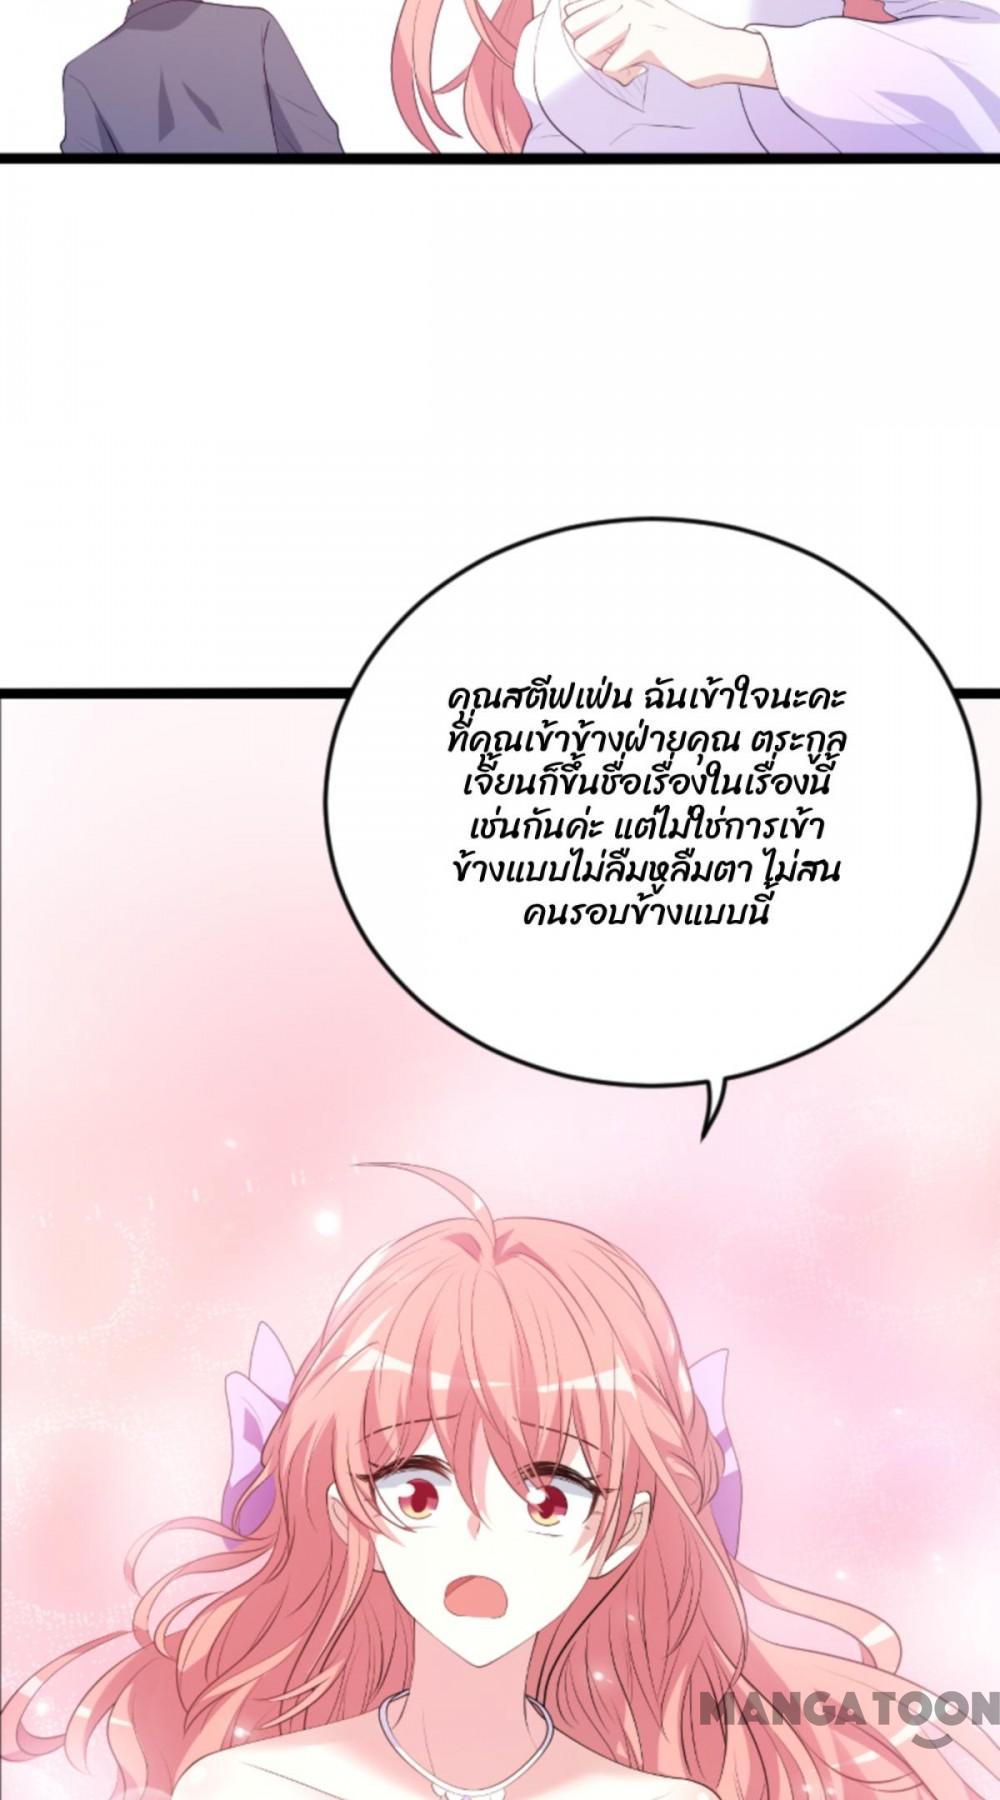 คุณสตีฟเฟ่น ฉันเข้าใจนะคะ
ที่คุณเข้าข้างฝ่ายคุณ ตระกูล
เจี้ยนก็ขึ้นชื่อเรื่องในเรื่องนี้
เช่นกันค่ะ แต่ไม่ใช่การเข้า
ข้างแบบไม่ลืมหูลืมตา ไม่สน
คนรอบข้างแบบนี้
MANGATOON